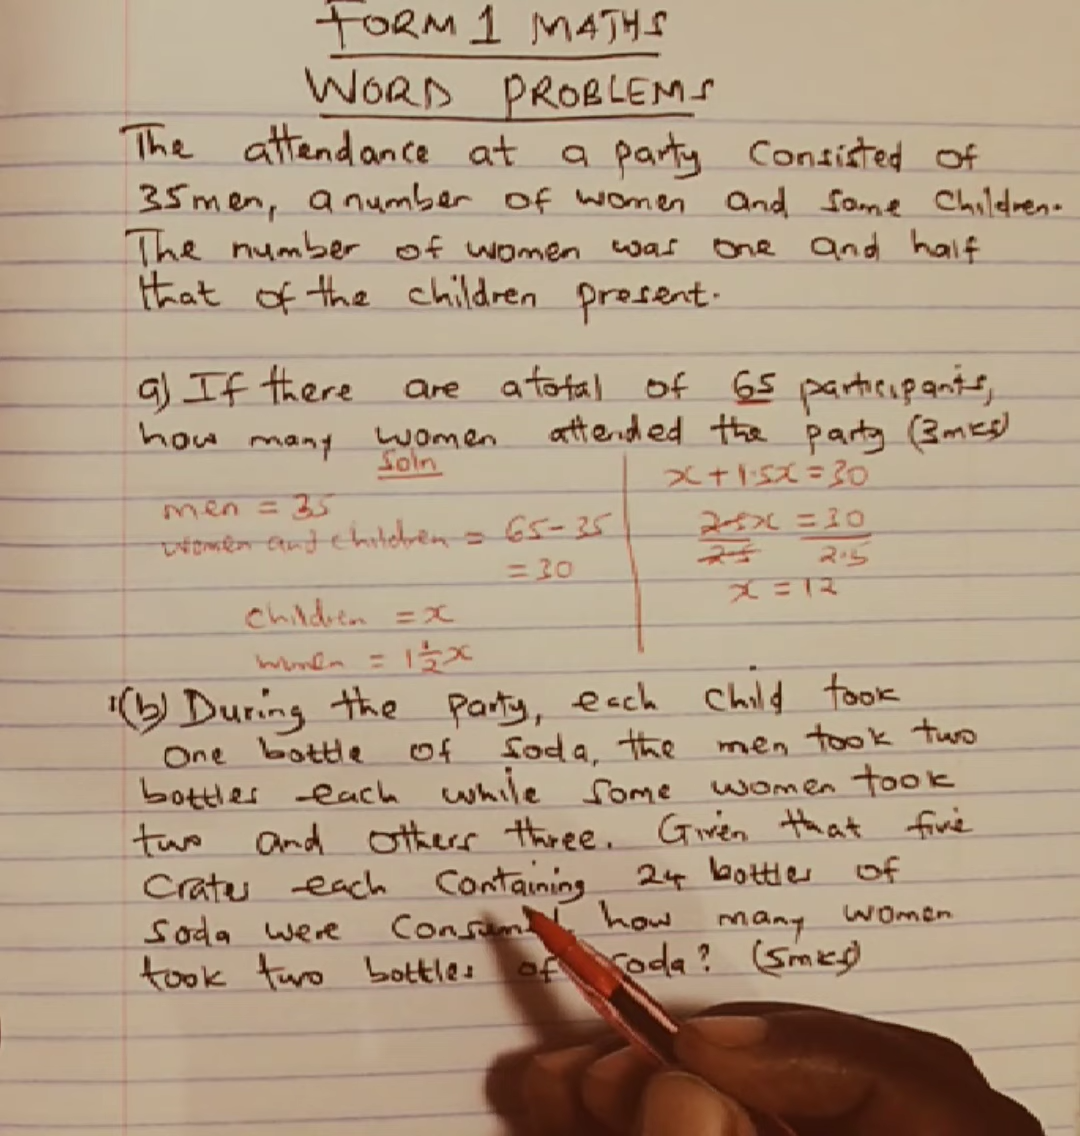 FORM 1 MATHS
WORD PROBLEMS
The attendance at a party consisted of
35 men, a number of women and some children.
The number of women was one and half
that of the children present.
a) If there are a total of 65 participants,
how many women attended the party (3mks)
Soln
men = 35
women and children = 65 - 35
= 30
children = x
women = 1½x
x + 1.5x = 30
2.5x = 30
2.5 2.5
x = 12
1(b) During the party, each child took
one bottle of soda, the men took two
bottles each while some women took
two and others three. Given that five
crates each containing 24 bottles of
soda were how many women
took two bottles of soda? (5mks)